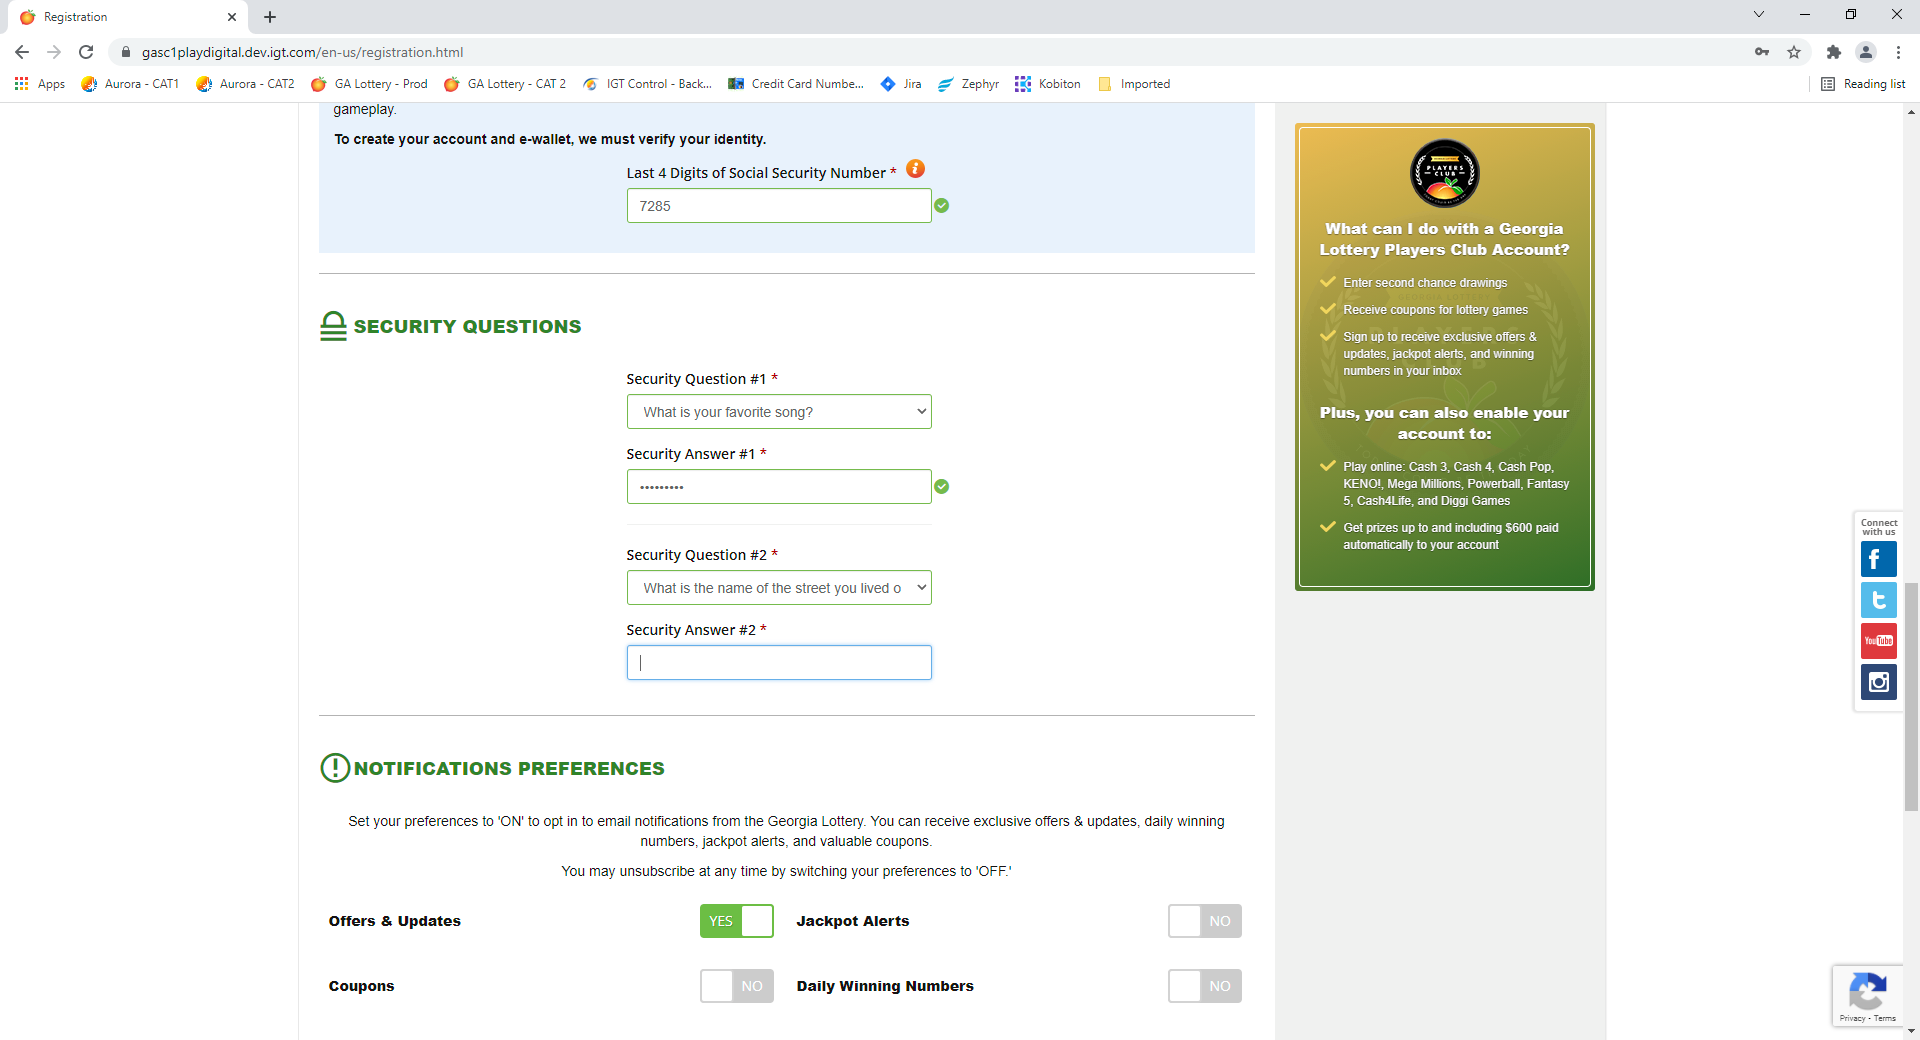 Registration
gasc1playdigital.dev.igt.com/en-us/registration.html
Apps
Aurora - CAT1
Aurora - CAT2
GA Lottery - Prod
GA Lottery - CAT 2
IGT Control - Back...
Credit Card Numbe...
Jira
Zephyr
Kobiton
Imported
Reading list
gameplay.
To create your account and e-wallet, we must verify your identity.
Last 4 Digits of Social Security Number *
7285
SECURITY QUESTIONS
Security Question #1 *
What is your favorite song?
Security Answer #1 *
•••••••••
Security Question #2 *
What is the name of the street you lived o
Security Answer #2 *
NOTIFICATIONS PREFERENCES
Set your preferences to 'ON' to opt in to email notifications from the Georgia Lottery. You can receive exclusive offers & updates, daily winning
numbers, jackpot alerts, and valuable coupons.
You may unsubscribe at any time by switching your preferences to 'OFF.'
Offers & Updates
YES
Jackpot Alerts
NO
Coupons
NO
Daily Winning Numbers
NO
PLAYERS
CLUB
What can I do with a Georgia
Lottery Players Club Account?
Enter second chance drawings
Receive coupons for lottery games
Sign up to receive exclusive offers &
updates, jackpot alerts, and winning
numbers in your inbox
Plus, you can also enable your
account to:
Play online: Cash 3, Cash 4, Cash Pop,
KENO!, Mega Millions, Powerball, Fantasy
5, Cash4Life, and Diggi Games
Get prizes up to and including $600 paid
automatically to your account
Connect
with us
YouTube
Privacy - Terms